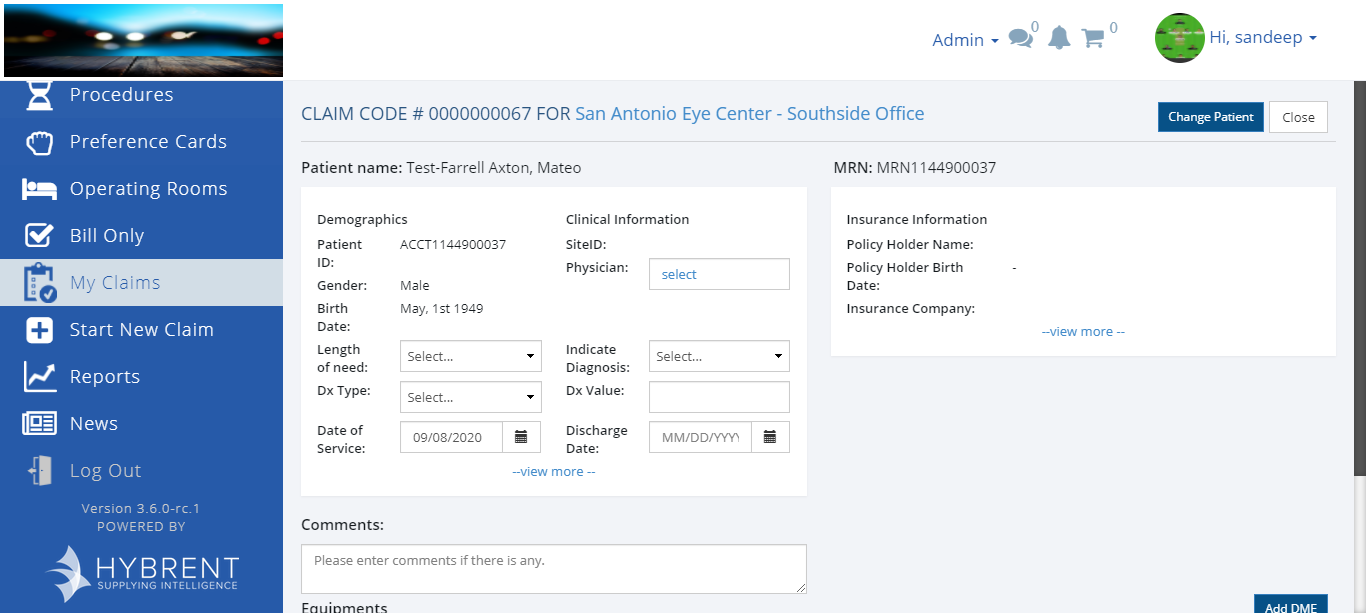 Admin
0
0
Hi, sandeep
Procedures
Preference Cards
Operating Rooms
Bill Only
My Claims
Start New Claim
Reports
News
Log Out
Version 3.6.0-rc.1
POWERED BY
HYBRENT
SUPPLYING INTELLIGENCE
CLAIM CODE # 0000000067 FOR San Antonio Eye Center - Southside Office
Change Patient
Close
Patient name: Test-Farrell Axton, Mateo
MRN: MRN1144900037
Demographics
Clinical Information
Patient ACCT1144900037
ID:
SiteID:
Physician: select
Gender: Male
Birth May, 1st 1949
Date:
Length
of need: Select...
Indicate
Diagnosis: Select...
Dx Type: Select...
Dx Value:
Date of
Service: 09/08/2020
Discharge
Date: MM/DD/YYYY
--view more --
Insurance Information
Policy Holder Name:
Policy Holder Birth -
Date:
Insurance Company:
--view more --
Comments:
Please enter comments if there is any.
Equipments
Add DME